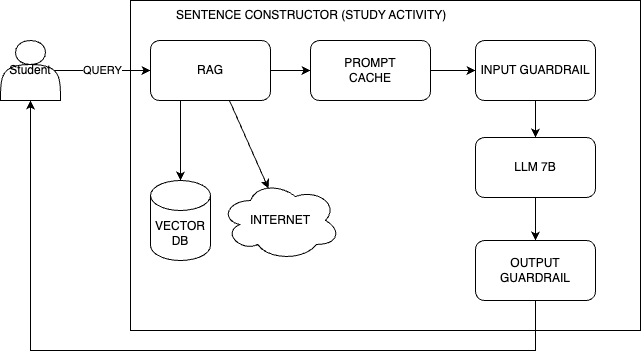 SENTENCE CONSTRUCTOR (STUDY ACTIVITY)
Student
QUERY
RAG
PROMPT
CACHE
INPUT GUARDRAIL
LLM 7B
VECTOR
DB
INTERNET
OUTPUT
GUARDRAIL